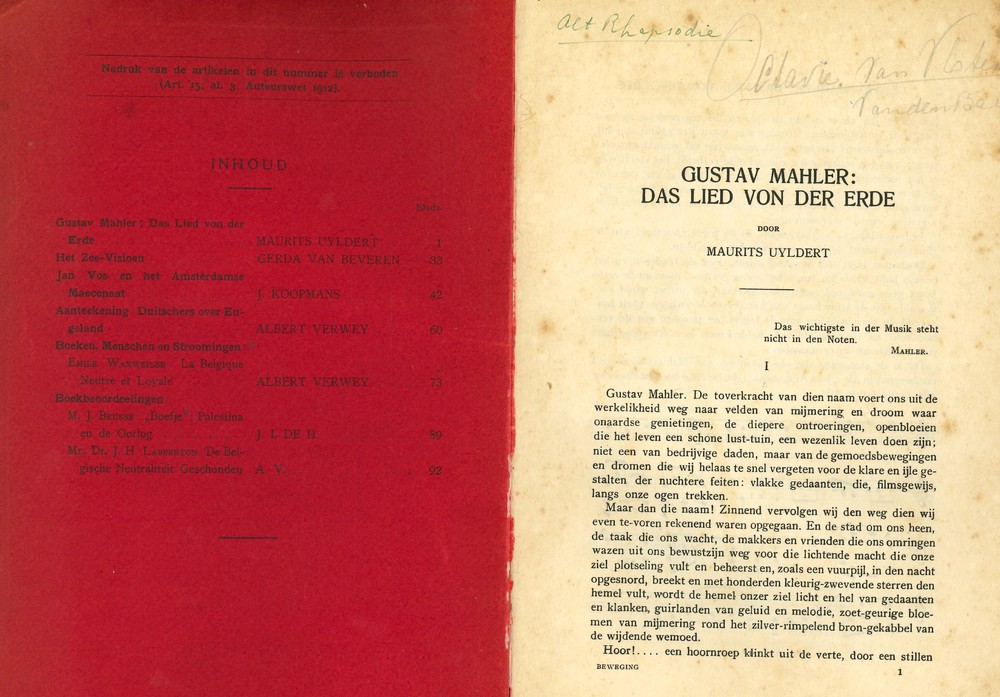 Nadruk van de artikelen in dit nummer is verboden
(Art. 15, al. 3, Auteurswet 1912).
INHOUD
Bladz.
Gustav Mahler: Das Lied von der
Erde MAURITS UYLDERT 1
Het Zee-Visioen GERDA VAN BEVEREN 33
Jan Vos en het Amsterdamse
Mæcenaat J. KOOPMANS 42
Aanteekening Duitschers over En-
geland ALBERT VERWEY 60
Boeken, Menschen en Stroomingen:
EMILE WAXWEILER La Belgique
Neutre et Loyale ALBERT VERWEY 73
Boekbeoordeelingen
M. J. BRUSSE „Boefje", Palestina
en de Oorlog J. L. DE H. 89
Mr. Dr. J. H. LABBERTON De Bel-
gische Neutraliteit Geschonden A. V. 92
Alt Rhapsodie
Octavie van
GUSTAV MAHLER:
DAS LIED VON DER ERDE
DOOR
MAURITS UYLDERT
Das wichtigste in der Musik steht
nicht in den Noten.
MAHLER.
I
Gustav Mahler. De toverkracht van dien naam voert ons uit de
werkelikheid weg naar velden van mijmering en droom waar
onaardse genietingen, de diepere ontroeringen, openbloeien
die het leven een schone lust-tuin, een wezenlik leven doen zijn;
niet een van bedrijvige daden, maar van de gemoedsbewegingen
en dromen die wij helaas te snel vergeten voor de klare en ijle ge-
stalten der nuchtere feiten: vlakke gedaanten, die, filmsgewijs,
langs onze ogen trekken.
Maar dan die naam! Zinnend vervolgen wij den weg dien wij
even te-voren rekenend waren opgegaan. En de stad om ons heen,
de taak die ons wacht, de makkers en vrienden die ons omringen
wazen uit ons bewustzijn weg voor die lichtende macht die onze
ziel plotseling vult en beheerst en, zoals een vuurpijl, in den nacht
opgesnord, breekt en met honderden kleurig-zwevende sterren den
hemel vult, wordt de hemel onzer ziel licht en hel van gedaanten
en klanken, guirlanden van geluid en melodie, zoet-geurige bloe-
men van mijmering rond het zilver-rimpelend bron-gekabbel van
de wijdende wemoed.
Hoor!.... een hoornroep klinkt uit de verte, door een stillen
BEWEGING 1